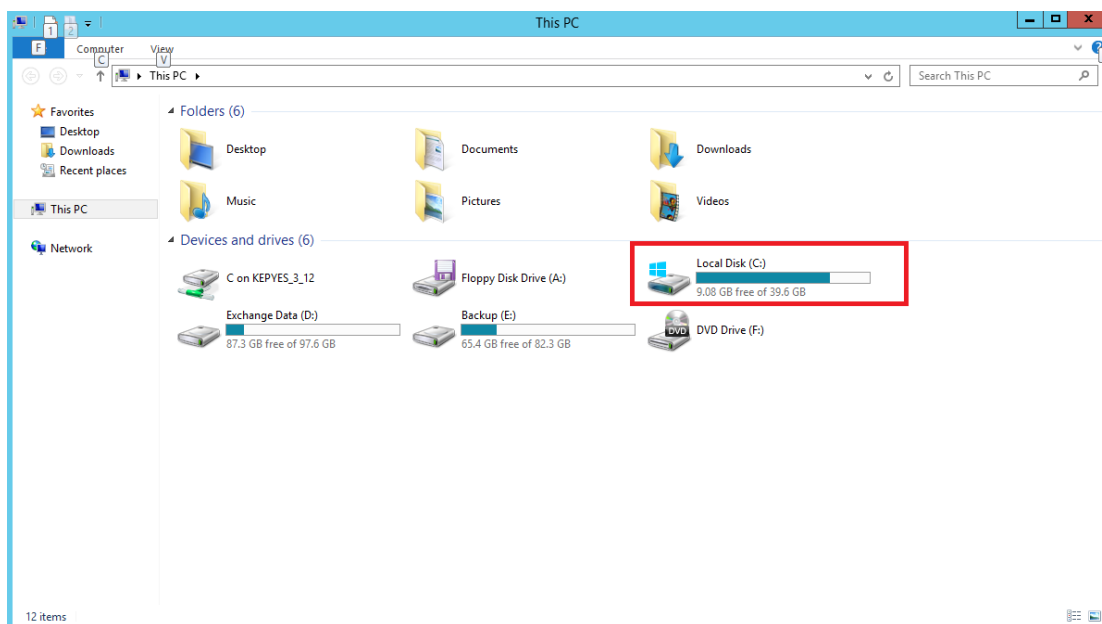 This PC
1 2
F Computer View
C V
This PC
Search This PC
Favorites
Desktop
Downloads
Recent places
This PC
Network
Folders (6)
Desktop Documents Downloads
Music Pictures Videos
Devices and drives (6)
C on KEPYES_3_12 Floppy Disk Drive (A:) Local Disk (C:)
9.08 GB free of 39.6 GB
Exchange Data (D:) Backup (E:) DVD DVD Drive (F:)
87.3 GB free of 97.6 GB 65.4 GB free of 82.3 GB
12 items